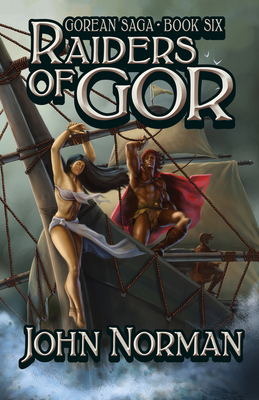 GOREAN SAGA • BOOK SIX
RAIDERS
OF GOR
JOHN NORMAN